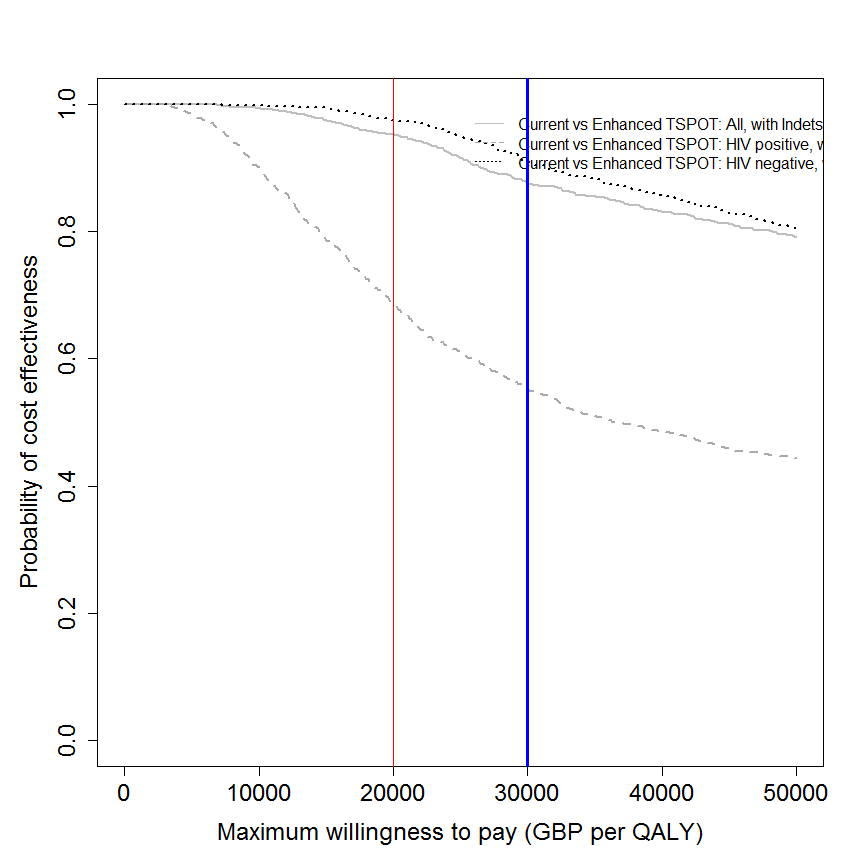 1.0
0.8
0.6
0.4
0.2
0.0
Probability of cost effectiveness
Current vs Enhanced TSPOT: All, with Indets
Current vs Enhanced TSPOT: HIV positive, w
Current vs Enhanced TSPOT: HIV negative,
0 10000 20000 30000 40000 50000
Maximum willingness to pay (GBP per QALY)